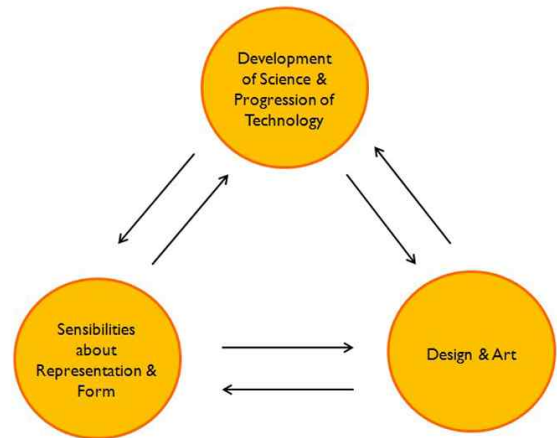 Development
of Science &
Progression of
Technology
Sensibilities
about
Representation &
Form
Design & Art